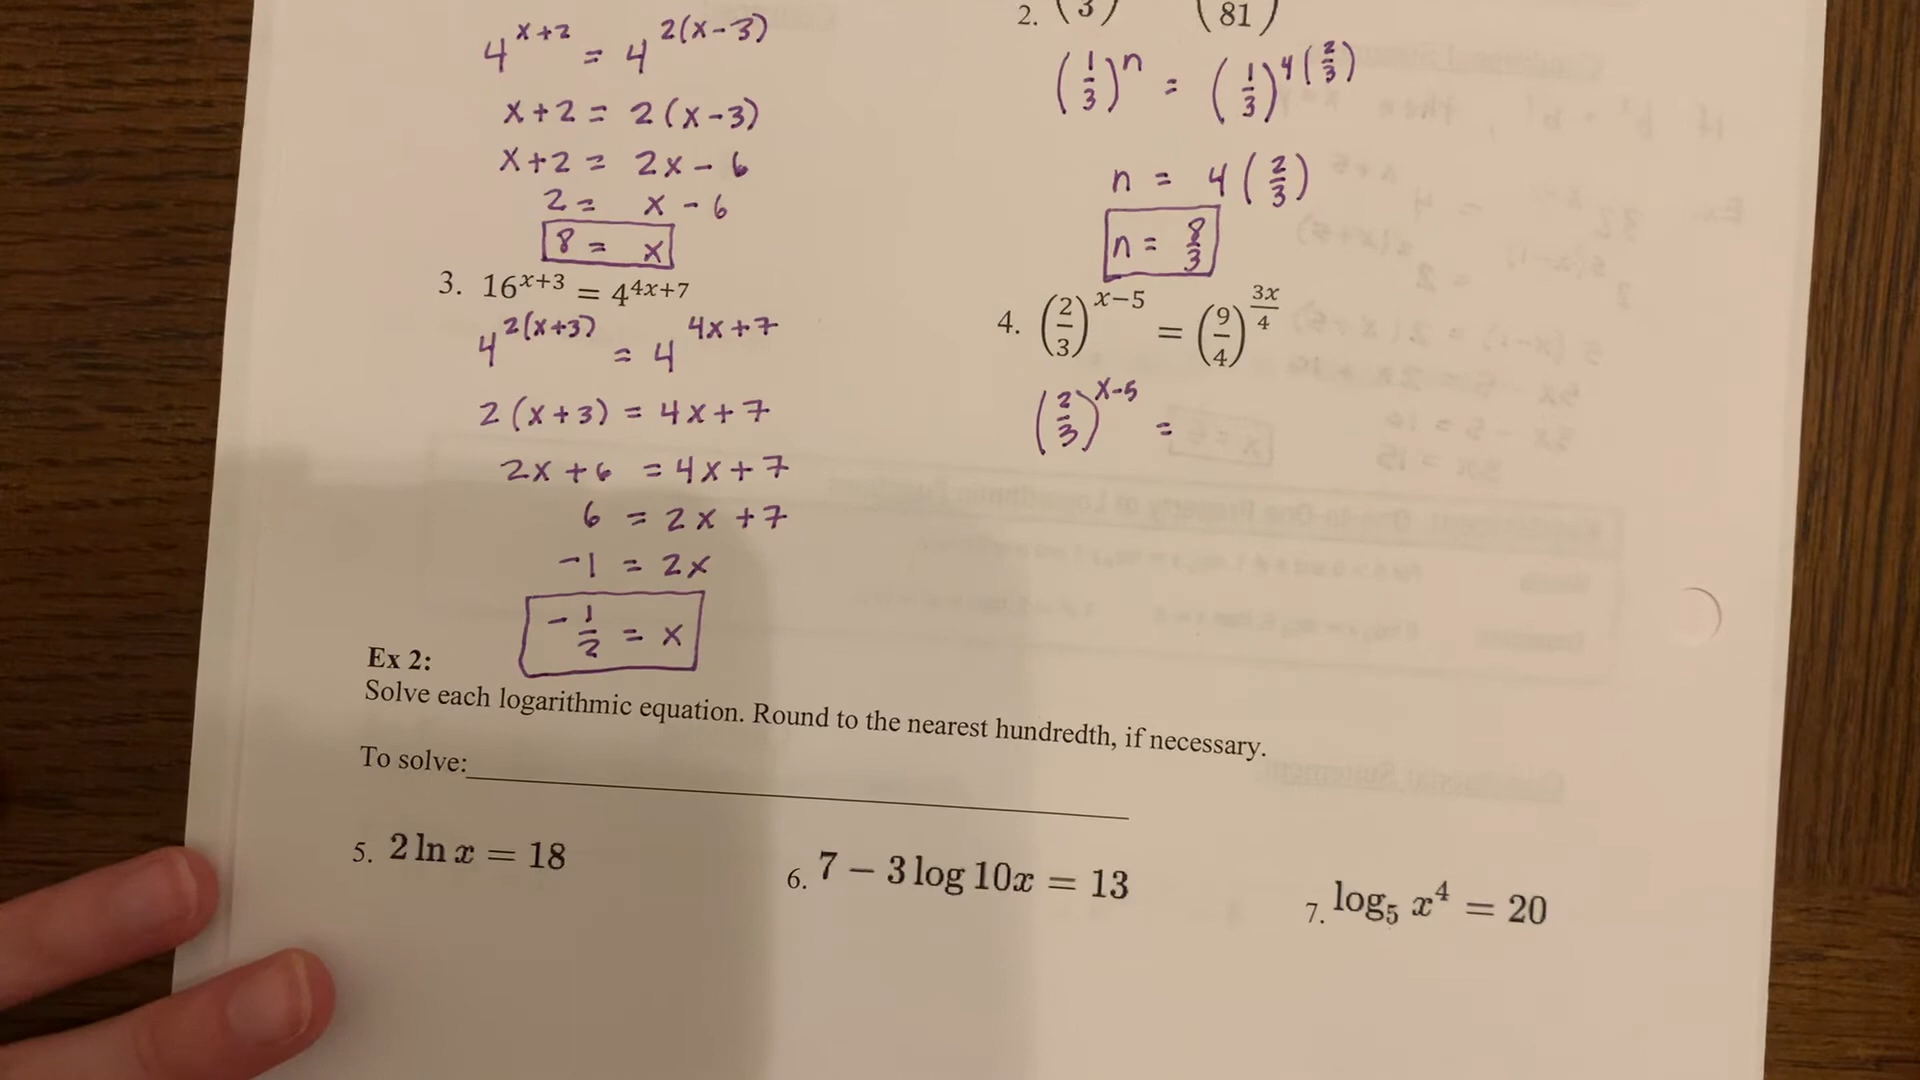 4^{x+2} = 4^{2(x-3)}
x+2 = 2(x-3)
x+2 = 2x - 6
2 = x - 6
8 = x
2. (3) (81)
(1/3)^n = (1/3)^{4(2/3)}
n = 4(2/3)
n = 8/3
3. 16^{x+3} = 4^{4x+7}
4^{2(x+3)} = 4^{4x+7}
2(x+3) = 4x+7
2x+6 = 4x+7
6 = 2x+7
-1 = 2x
-1/2 = x
4. (2/3)^{x-5} = (9/4)^{3x/4}
(2/3)^{x-5} =
Ex 2:
Solve each logarithmic equation. Round to the nearest hundredth, if necessary.
To solve:
5. 2 ln x = 18
6. 7 − 3 log 10x = 13
7. log₅ x⁴ = 20